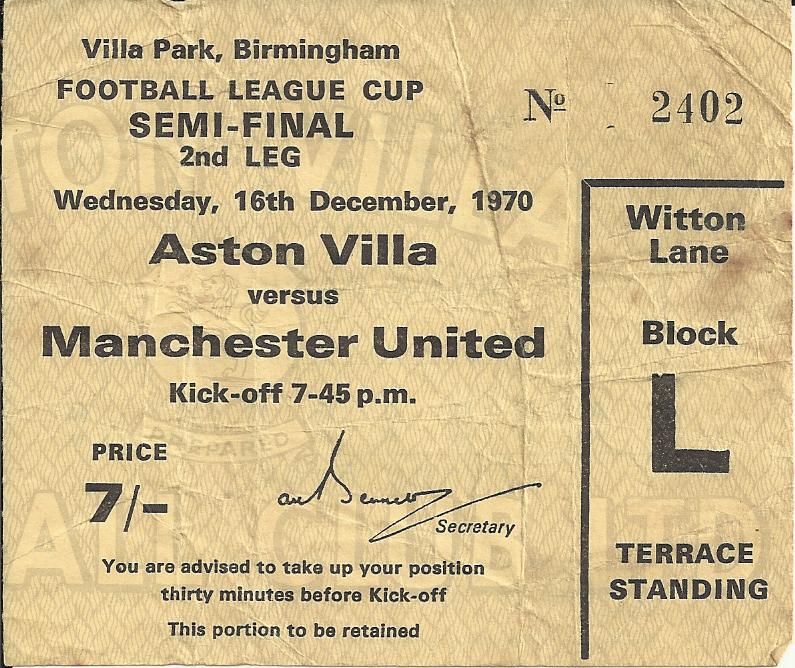 Villa Park, Birmingham
FOOTBALL LEAGUE CUP
SEMI-FINAL
2nd LEG
Wednesday, 16th December, 1970
Aston Villa
versus
Manchester United
Kick-off 7-45 p.m.
PRICE
7/-
Secretary
You are advised to take up your position
thirty minutes before Kick-off
This portion to be retained
Nº 2402
Witton
Lane
Block
L
TERRACE
STANDING